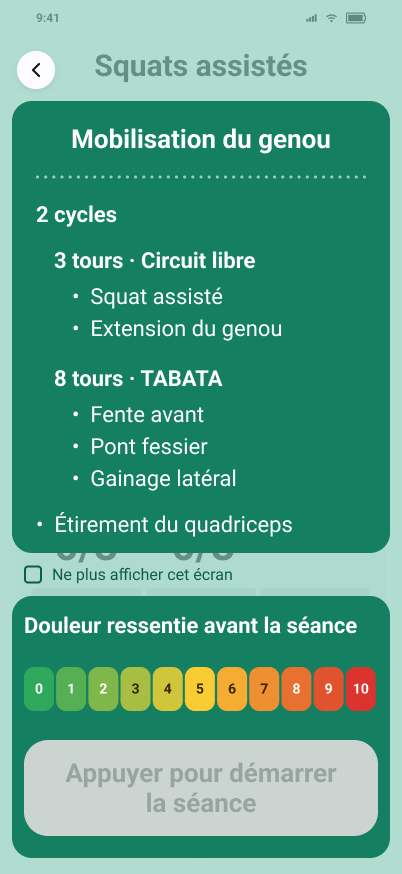 9:41
Squats assistés
Mobilisation du genou
2 cycles
3 tours · Circuit libre
• Squat assisté
• Extension du genou
8 tours · TABATA
• Fente avant
• Pont fessier
• Gainage latéral
• Étirement du quadriceps
Ne plus afficher cet écran
Douleur ressentie avant la séance
0 1 2 3 4 5 6 7 8 9 10
Appuyer pour démarrer
la séance